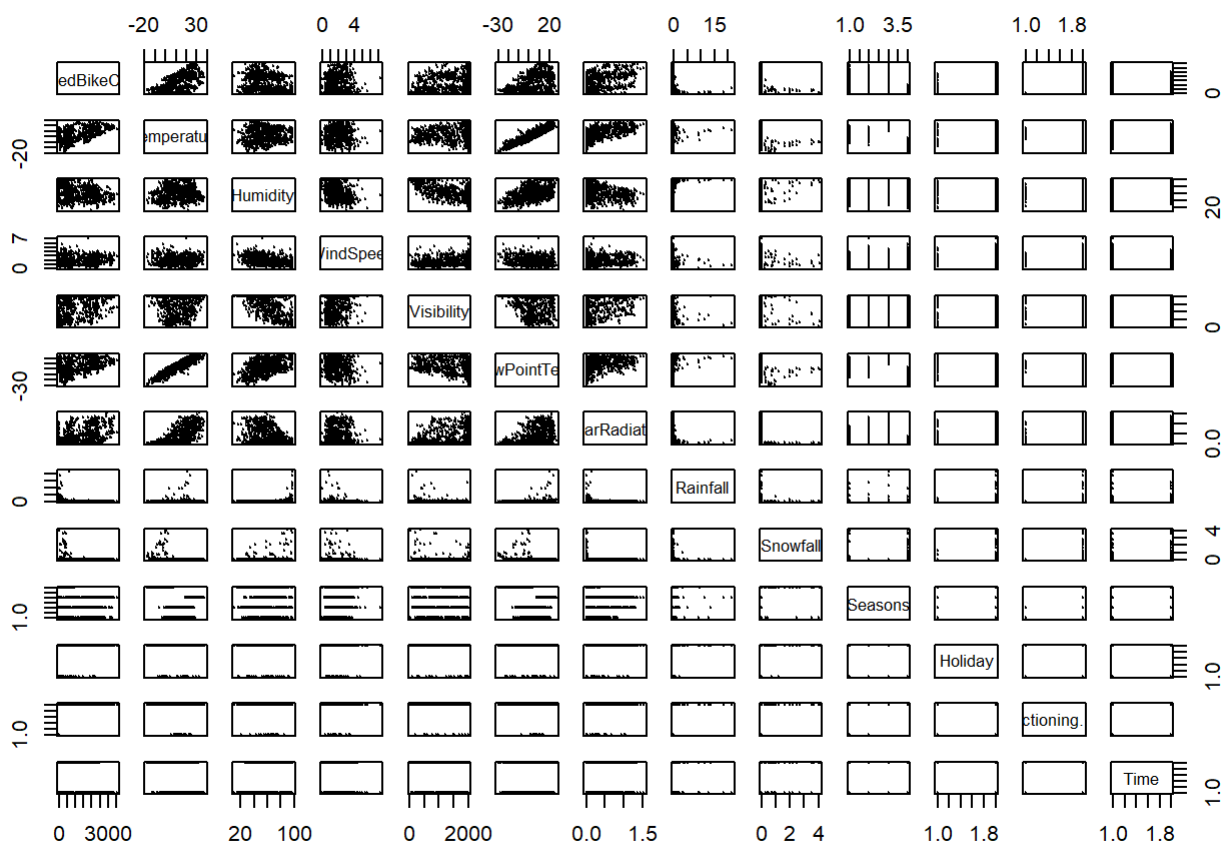 -20 30 0 4 -30 20 0 15 1.0 3.5 1.0 1.8
edBikeC 0
-20 emperatu
Humidity 20
0 7 VindSpee
Visibility 0
-30 wPointTe
arRadiat 0.0
0 Rainfall
Snowfall 0 4
1.0 Seasons
Holiday 1.0
1.0 ctioning.
Time 1.0
0 3000 20 100 0 2000 0.0 1.5 0 2 4 1.0 1.8 1.0 1.8